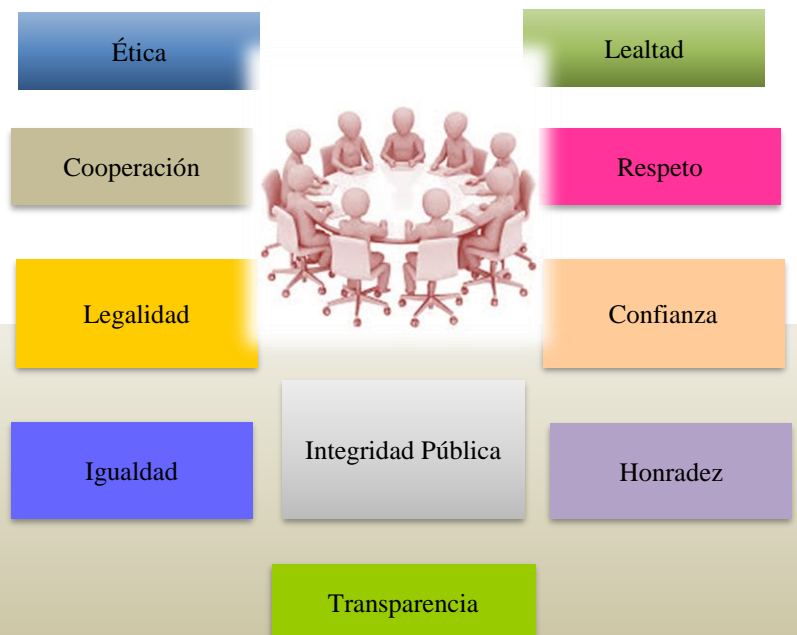 Ética
Lealtad
Cooperación
Respeto
Legalidad
Confianza
Integridad Pública
Igualdad
Honradez
Transparencia